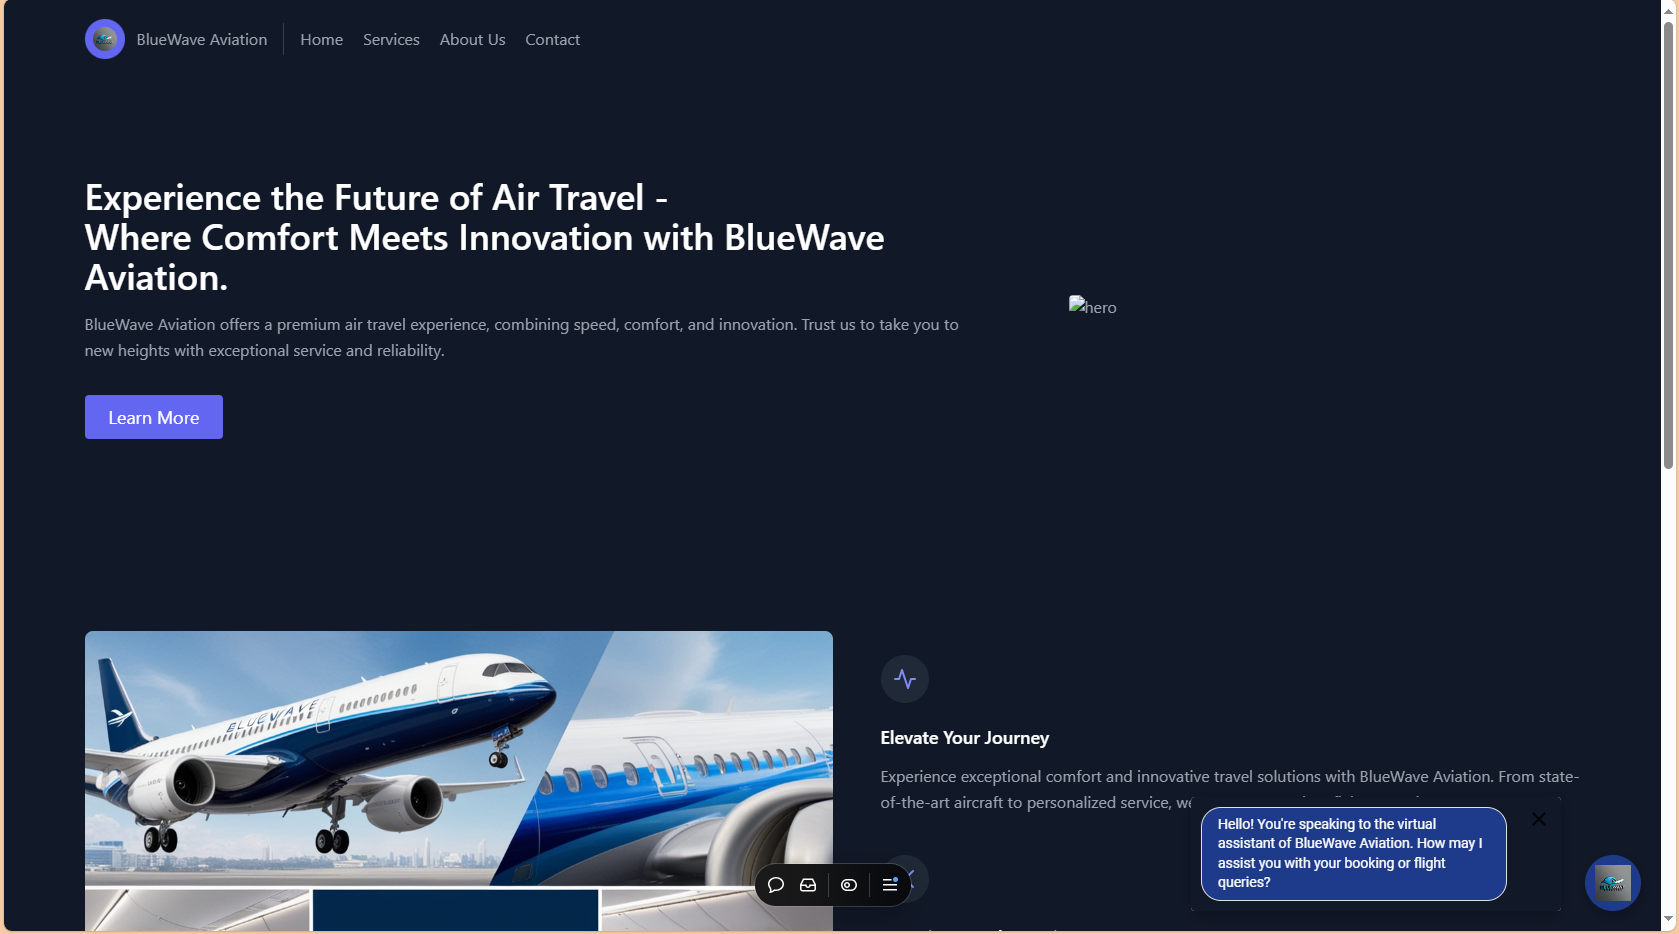 BlueWave Aviation
Home
Services
About Us
Contact
Experience the Future of Air Travel -
Where Comfort Meets Innovation with BlueWave
Aviation.
BlueWave Aviation offers a premium air travel experience, combining speed, comfort, and innovation. Trust us to take you to
new heights with exceptional service and reliability.
hero
Learn More
BLUEWAVE
Elevate Your Journey
Experience exceptional comfort and innovative travel solutions with BlueWave Aviation. From state-
of-the-art aircraft to personalized service,
Hello! You're speaking to the virtual
assistant of BlueWave Aviation. How may I
assist you with your booking or flight
queries?